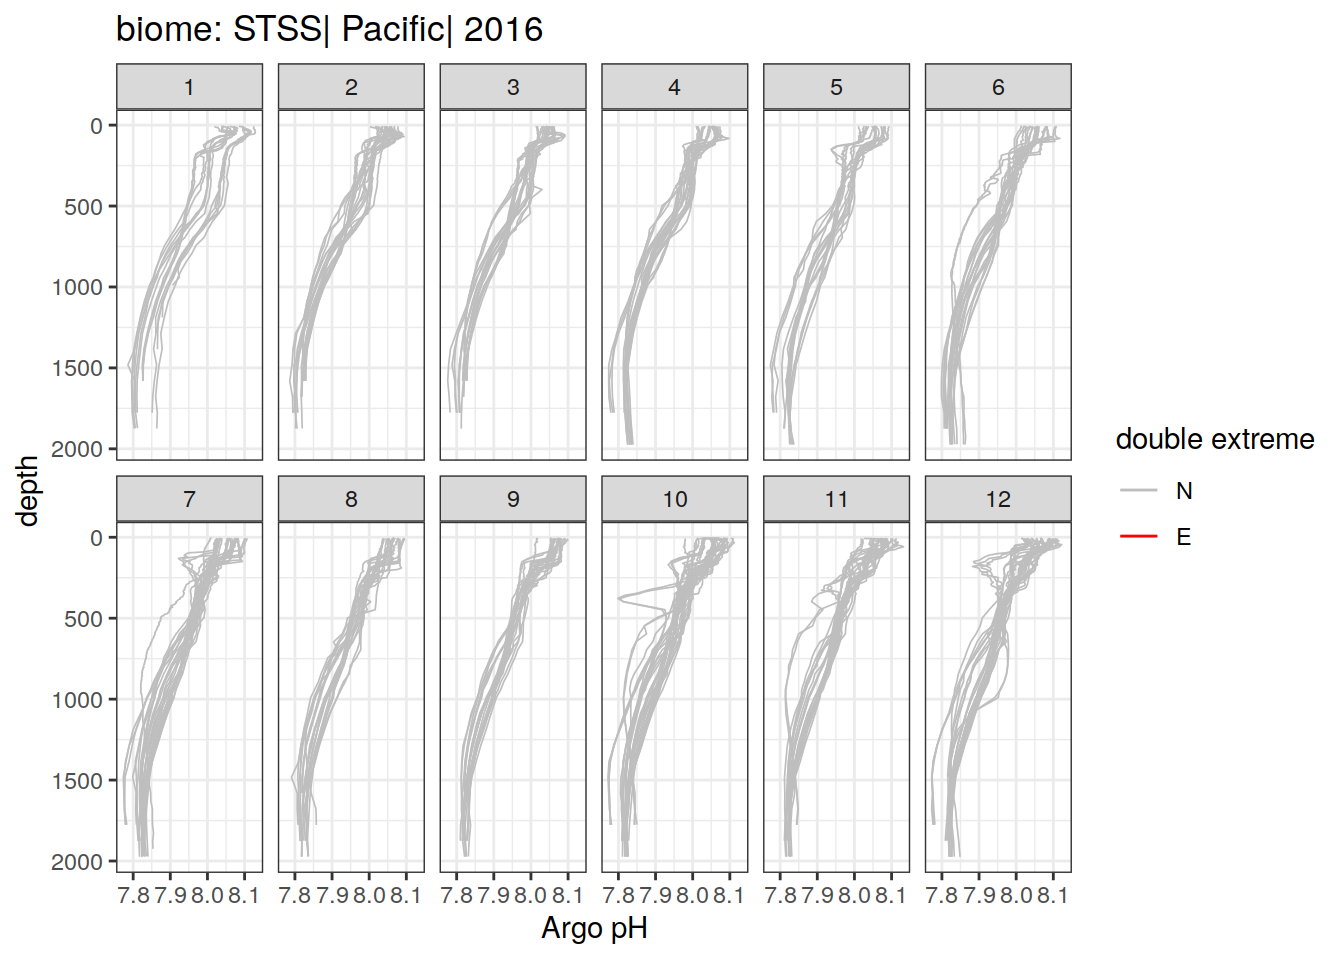 biome: STSS| Pacific| 2016
1 2 3 4 5 6
0
500
1000
1500
2000
7 8 9 10 11 12
0
500
1000
1500
2000
7.8 7.9 8.0 8.1 7.8 7.9 8.0 8.1 7.8 7.9 8.0 8.1 7.8 7.9 8.0 8.1 7.8 7.9 8.0 8.1 7.8 7.9 8.0 8.1
Argo pH
depth
double extreme
N
E